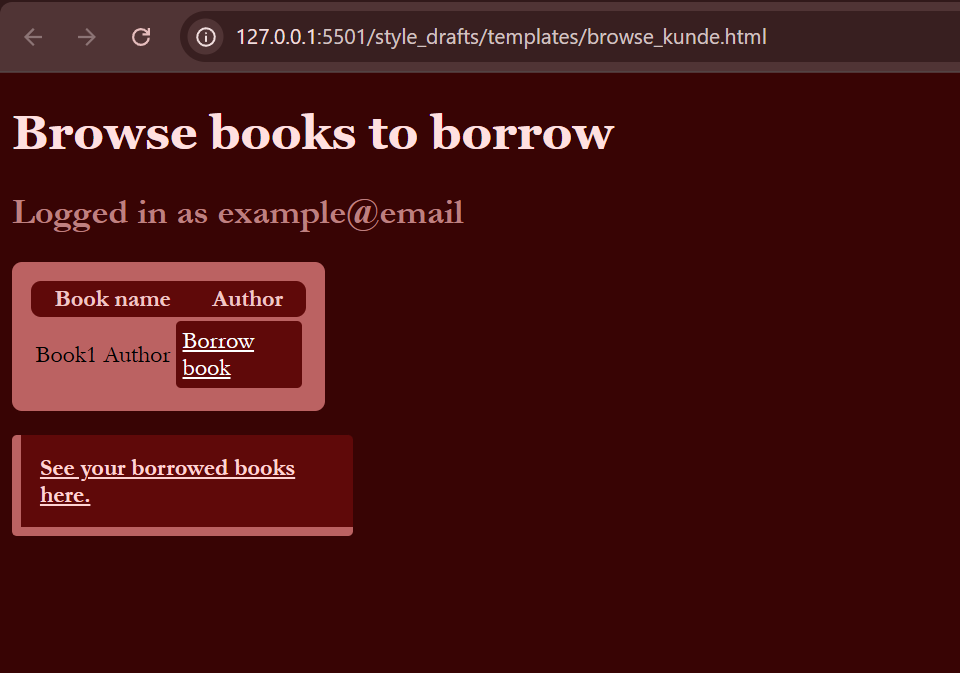 127.0.0.1:5501/style_drafts/templates/browse_kunde.html
Browse books to borrow
Logged in as example@email
Book name Author
Book1 Author Borrow
book
See your borrowed books
here.